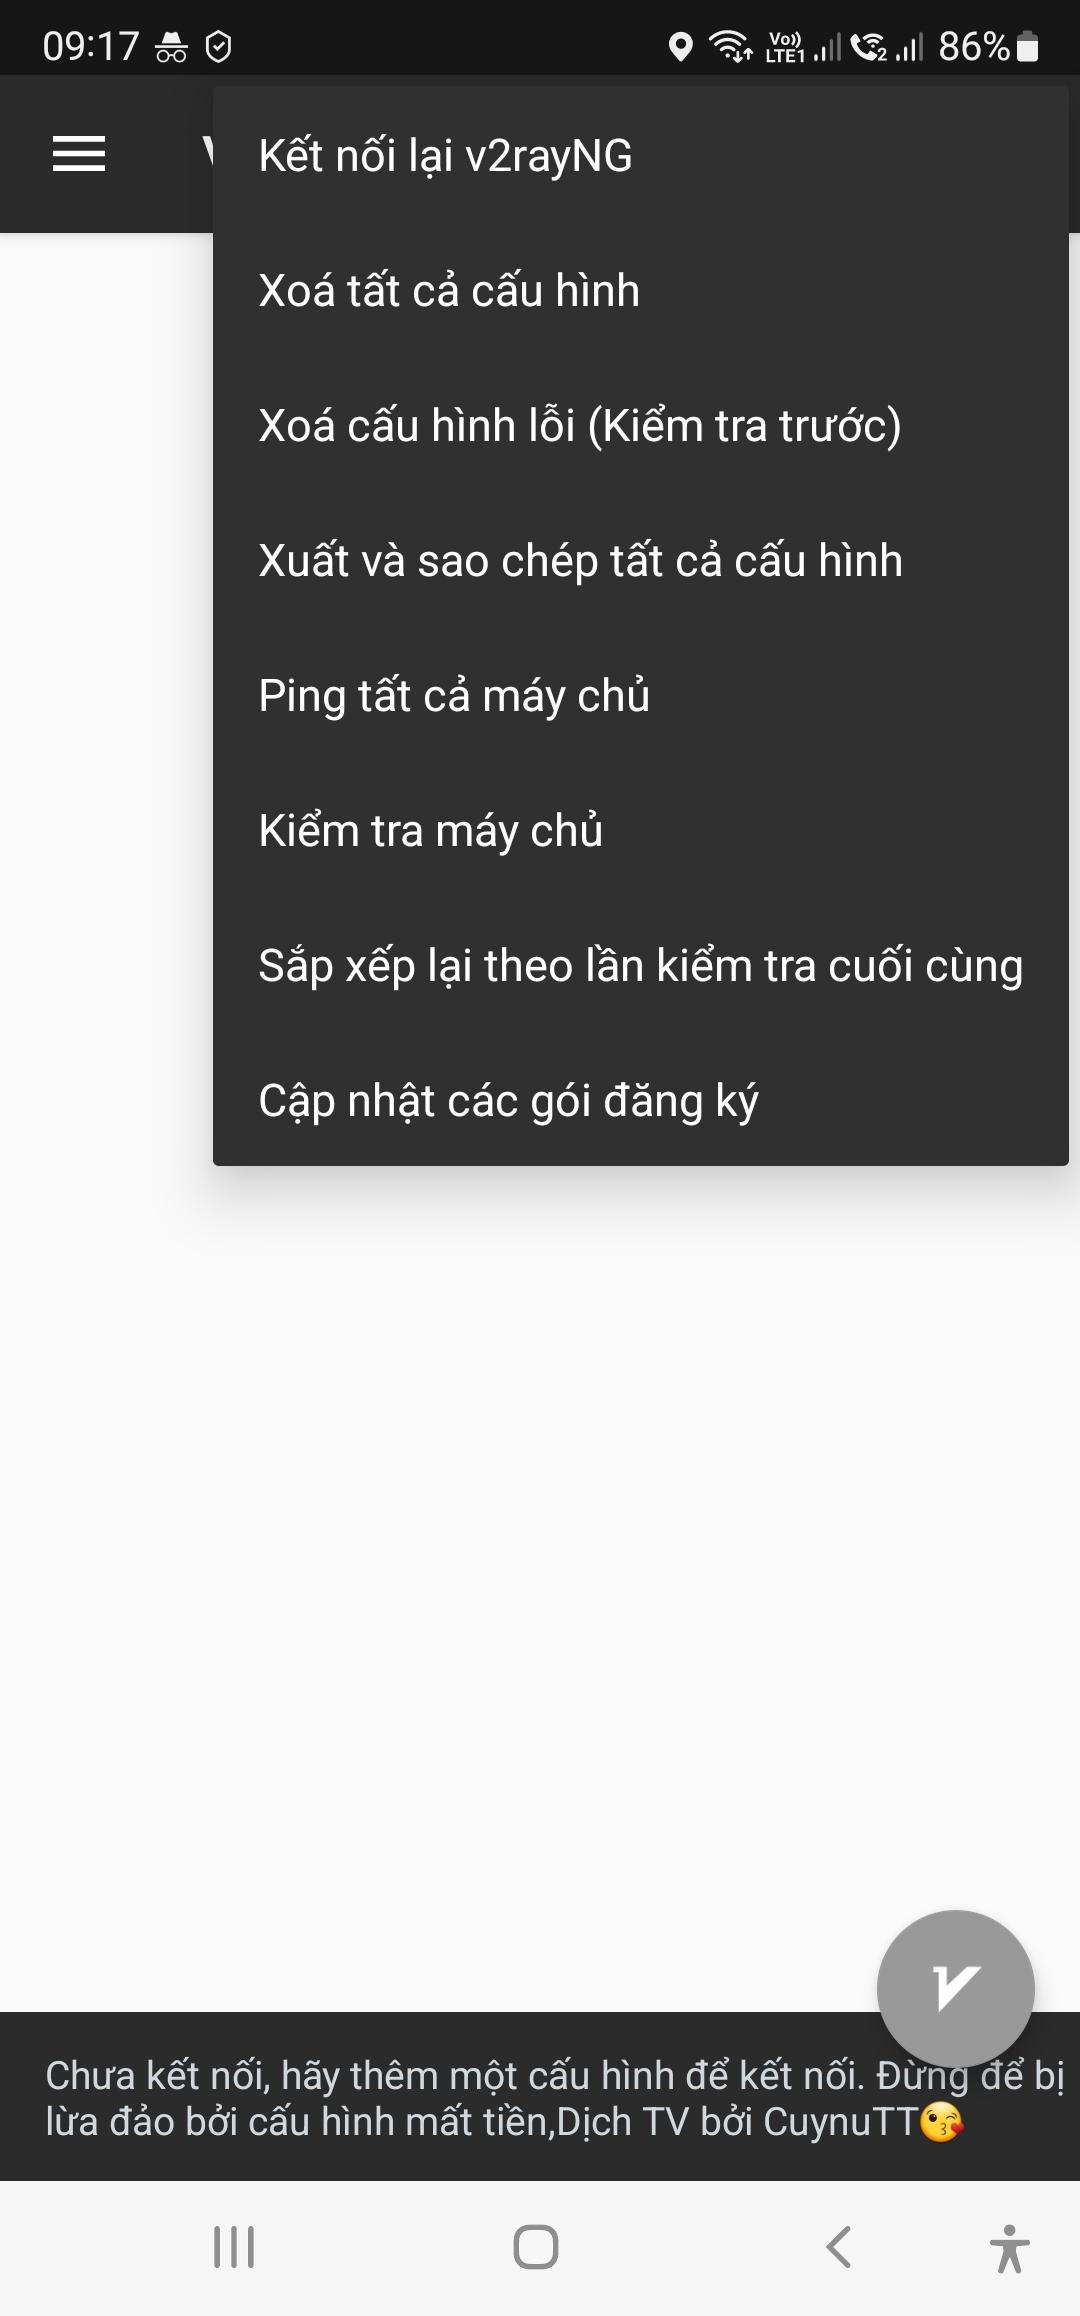 09:17
Vo)) LTE1
2
86%
Kết nối lại v2rayNG
Xoá tất cả cấu hình
Xoá cấu hình lỗi (Kiểm tra trước)
Xuất và sao chép tất cả cấu hình
Ping tất cả máy chủ
Kiểm tra máy chủ
Sắp xếp lại theo lần kiểm tra cuối cùng
Cập nhật các gói đăng ký
Chưa kết nối, hãy thêm một cấu hình để kết nối. Đừng để bị
lừa đảo bởi cấu hình mất tiền,Dịch TV bởi CuynuTT😘